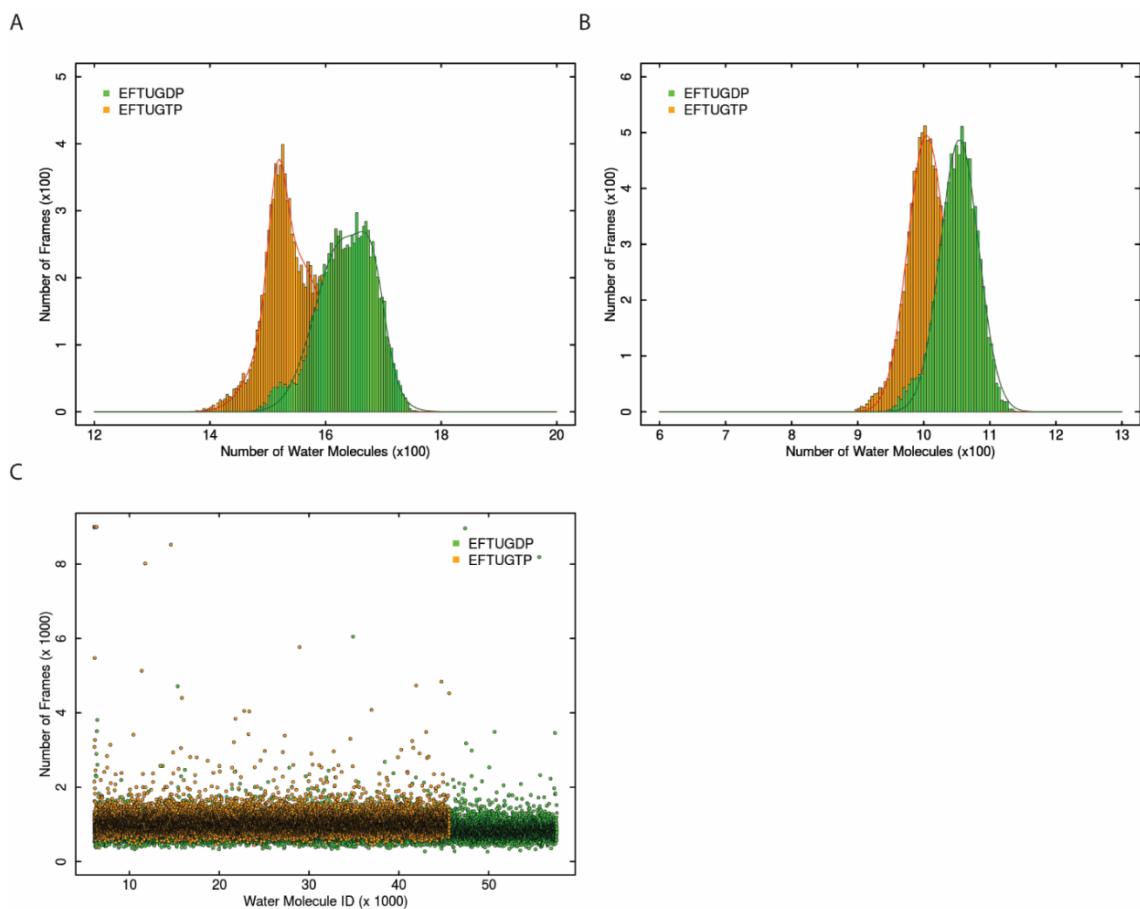 A
B
5
4
3
2
1
0
Number of Frames (x100)
EFTUGDP
EFTUGTP
12 14 16 18 20
Number of Water Molecules (x100)
6
5
4
3
2
1
0
Number of Frames (x100)
EFTUGDP
EFTUGTP
6 7 8 9 10 11 12 13
Number of Water Molecules (x100)
C
8
6
4
2
0
Number of Frames (x 1000)
EFTUGDP
EFTUGTP
10 20 30 40 50
Water Molecule ID (x 1000)